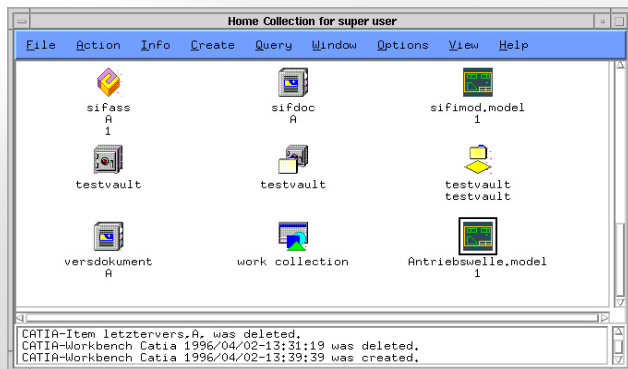 Home Collection for super user
File Action Info Create Query Window Options View Help
sifass
A
1
sifdoc
A
sifimod.model
1
testvault
testvault
testvault
testvault
versdokument
A
work collection
Antriebswelle.model
1
CATIA-Item letztervers,A, was deleted.
CATIA-Workbench Catia 1996/04/02-13:31:19 was deleted.
CATIA-Workbench Catia 1996/04/02-13:39:39 was created.